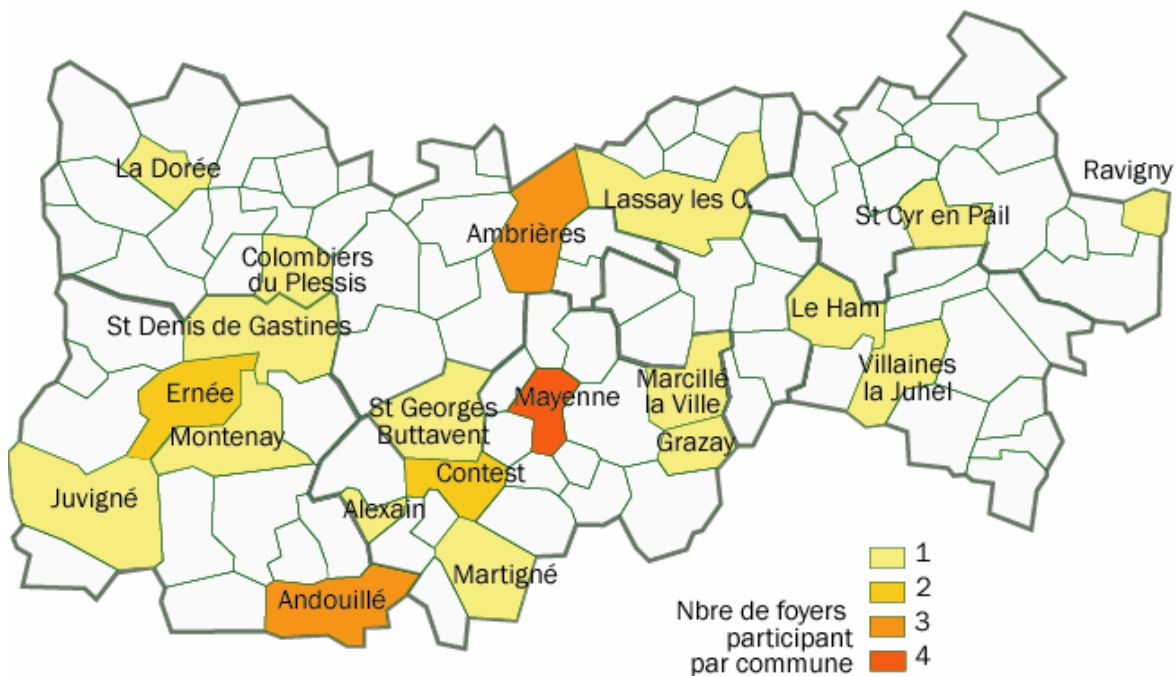 La Dorée
Ravigny
Lassay les C.
St Cyr en Pail
Ambrières
Colombiers
du Plessis
Le Ham
St Denis de Gastines
Villaines
la Juhel
Ernée
Mayenne
Marcillé
la Ville
St Georges
Buttavent
Montenay
Grazay
Contest
Juvigné
Alexain
Martigné
Andouillé
Nbre de foyers
participant
par commune
1
2
3
4